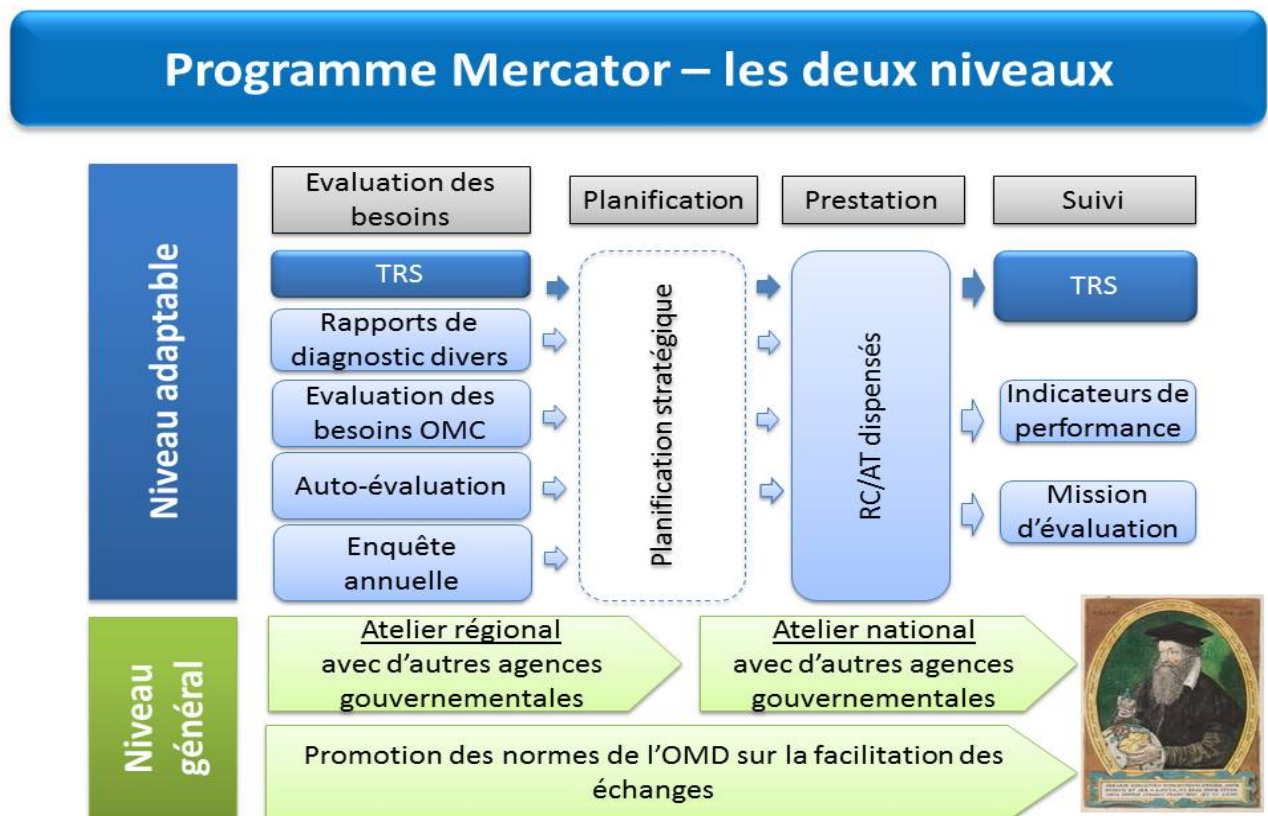 Programme Mercator – les deux niveaux
Niveau adaptable
Evaluation des
besoins
Planification
Prestation
Suivi
TRS
Rapports de
diagnostic divers
Evaluation des
besoins OMC
Auto-évaluation
Enquête
annuelle
Planification stratégique
RC/AT dispensés
TRS
Indicateurs de
performance
Mission
d'évaluation
Niveau
général
Atelier régional
avec d'autres agences
gouvernementales
Atelier national
avec d'autres agences
gouvernementales
Promotion des normes de l'OMD sur la facilitation des
échanges